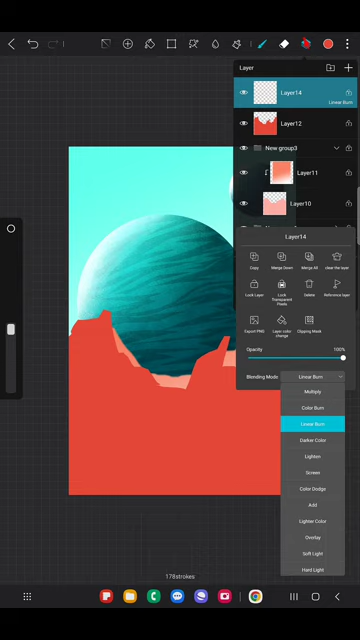 Layer
Layer14
Linear Burn
Layer12
New group3
Layer11
Layer10
Layer14
Copy
Merge Down
Merge All
clear the layer
Lock Layer
Lock Transparent Pixels
Delete
Reference layer
Export PNG
Layer color change
Clipping Mask
Opacity
100%
Blending Mode
Linear Burn
Multiply
Color Burn
Linear Burn
Darker Color
Lighten
Screen
Color Dodge
Add
Lighter Color
Overlay
Soft Light
Hard Light
178strokes